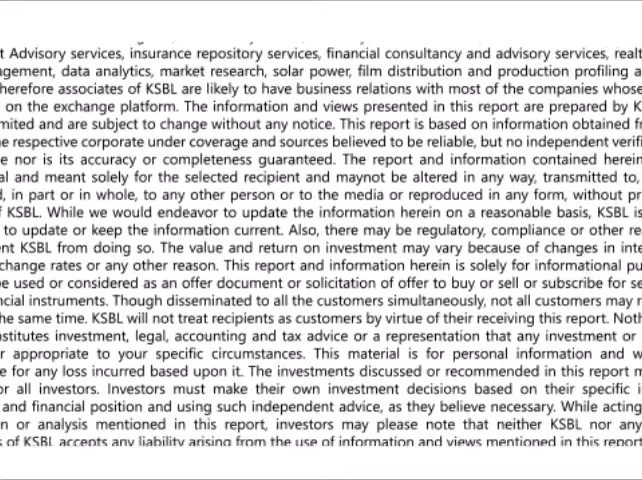 t Advisory services, insurance repository services, financial consultancy and advisory services, realt
gement, data analytics, market research, solar power, film distribution and production profiling a
herefore associates of KSBL are likely to have business relations with most of the companies whose
on the exchange platform. The information and views presented in this report are prepared by K
mited and are subject to change without any notice. This report is based on information obtained f
e respective corporate under coverage and sources believed to be reliable, but no independent verifi
e nor is its accuracy or completeness guaranteed. The report and information contained herein
al and meant solely for the selected recipient and maynot be altered in any way, transmitted to,
d, in part or in whole, to any other person or to the media or reproduced in any form, without pr
f KSBL. While we would endeavor to update the information herein on a reasonable basis, KSBL is
to update or keep the information current. Also, there may be regulatory, compliance or other re
ent KSBL from doing so. The value and return on investment may vary because of changes in inte
change rates or any other reason. This report and information herein is solely for informational pu
be used or considered as an offer document or solicitation of offer to buy or sell or subscribe for se
ncial instruments. Though disseminated to all the customers simultaneously, not all customers may r
he same time. KSBL will not treat recipients as customers by virtue of their receiving this report. Noth
nstitutes investment, legal, accounting and tax advice or a representation that any investment or
r appropriate to your specific circumstances. This material is for personal information and w
e for any loss incurred based upon it. The investments discussed or recommended in this report m
or all investors. Investors must make their own investment decisions based on their specific i
and financial position and using such independent advice, as they believe necessary. While acting
n or analysis mentioned in this report, investors may please note that neither KSBL nor any
s of KSBL accepts any liability arising from the use of information and views mentioned in this report